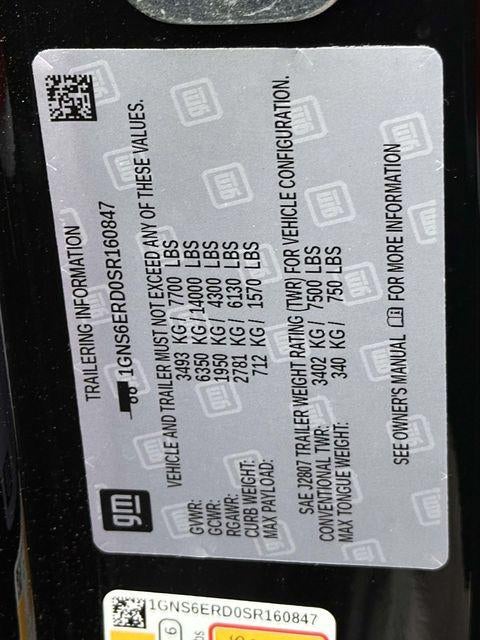 TRAILERING INFORMATION
1GNS6ERD0SR160847
VEHICLE AND TRAILER MUST NOT EXCEED ANY OF THESE VALUES.
GVWR: 3493 KG / 7700 LBS
GCWR: 6350 KG / 14000 LBS
RGAWR: 1950 KG / 4300 LBS
CURB WEIGHT: 2781 KG / 6130 LBS
MAX PAYLOAD: 712 KG / 1570 LBS
SAE J2807 TRAILER WEIGHT RATING (TWR) FOR VEHICLE CONFIGURATION.
CONVENTIONAL TWR: 3402 KG / 7500 LBS
MAX TONGUE WEIGHT: 340 KG / 750 LBS
SEE OWNER'S MANUAL FOR MORE INFORMATION
gm
1GNS6ERD0SR160847